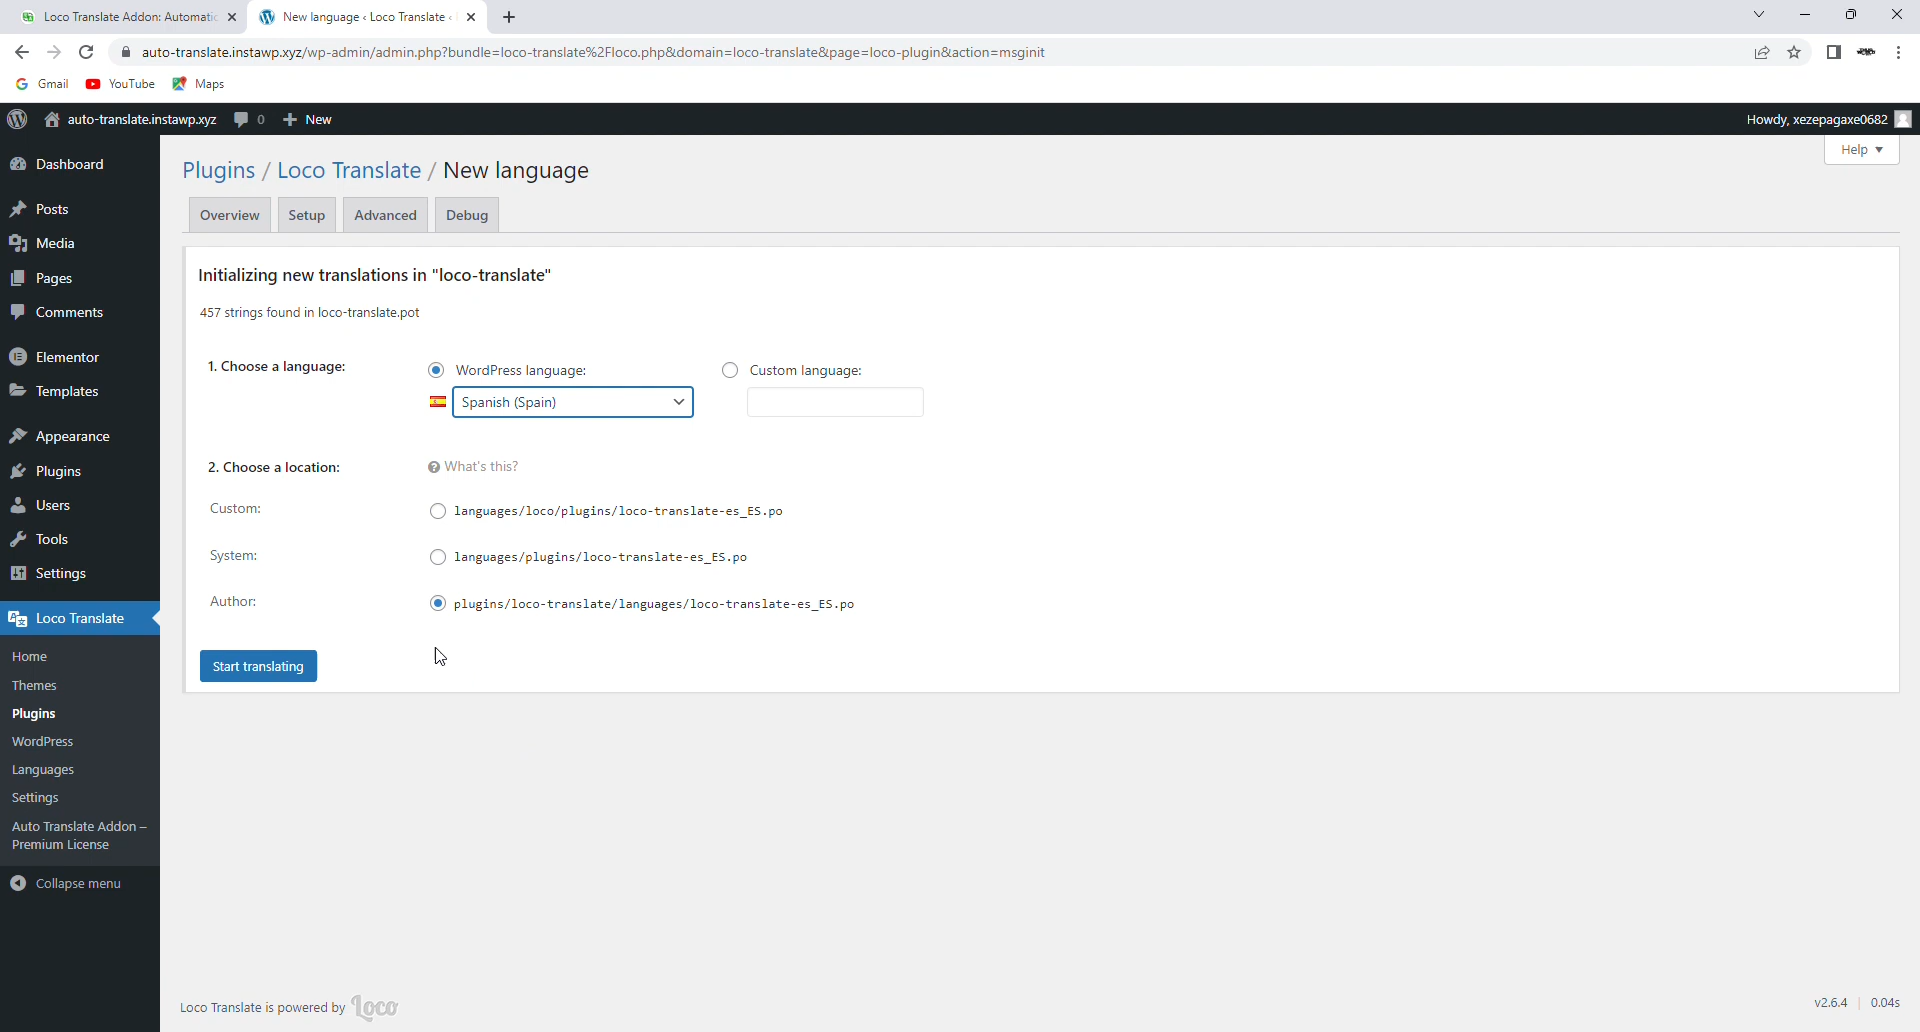 Loco Translate Addon: Automatic
New language ‹ Loco Translate ‹
auto-translate.instawp.xyz/wp-admin/admin.php?bundle=loco-translate%2Floco.php&domain=loco-translate&page=loco-plugin&action=msginit
Gmail YouTube Maps
auto-translate.instawp.xyz 0 New Howdy, xezepagaxe0682
Help
Dashboard
Posts
Media
Pages
Comments
Elementor
Templates
Appearance
Plugins
Users
Tools
Settings
Loco Translate
Home
Themes
Plugins
WordPress
Languages
Settings
Auto Translate Addon –
Premium License
Collapse menu
Plugins / Loco Translate / New language
Overview Setup Advanced Debug
Initializing new translations in "loco-translate"
457 strings found in loco-translate.pot
1. Choose a language: WordPress language: Custom language:
Spanish (Spain)
2. Choose a location: What's this?
Custom: languages/loco/plugins/loco-translate-es_ES.po
System: languages/plugins/loco-translate-es_ES.po
Author: plugins/loco-translate/languages/loco-translate-es_ES.po
Start translating
Loco Translate is powered by Loco
v2.6.4 | 0.04s